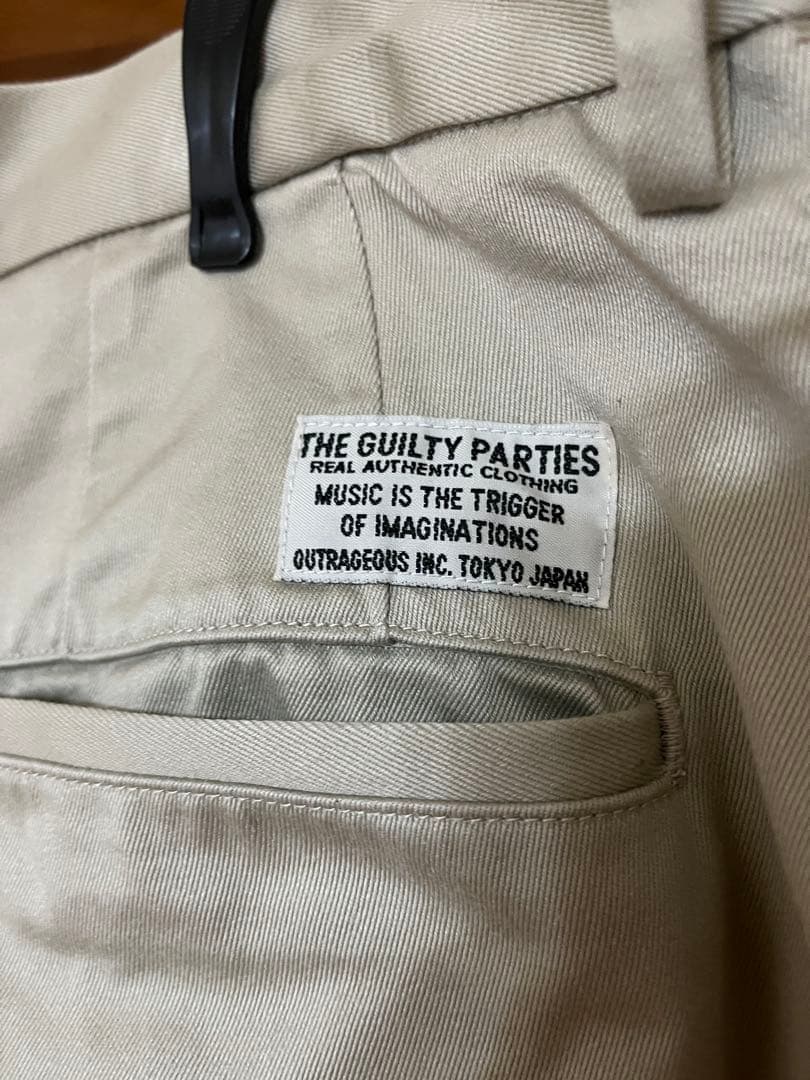 THE GUILTY PARTIES
REAL AUTHENTIC CLOTHING
MUSIC IS THE TRIGGER
OF IMAGINATIONS
OUTRAGEOUS INC. TOKYO JAPAN